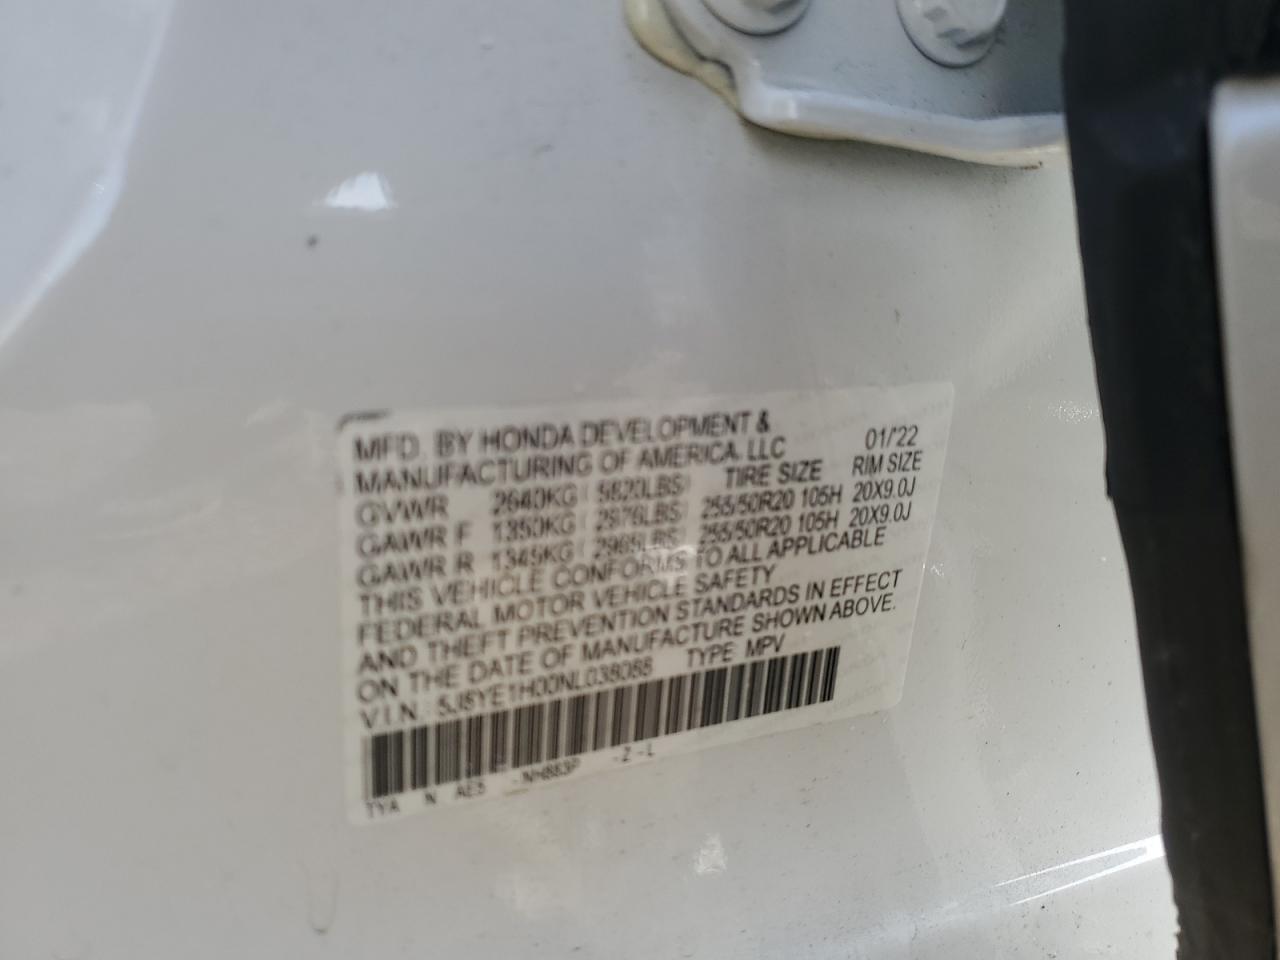 MFD. BY HONDA DEVELOPMENT &
MANUFACTURING OF AMERICA, LLC 01/'22
GVWR 2640KG ( 5820LBS) TIRE SIZE RIM SIZE
GAWR F 1350KG ( 2976LBS) 255/50R20 105H 20X9.0J
GAWR R 1345KG ( 2965LBS) 255/50R20 105H 20X9.0J
THIS VEHICLE CONFORMS TO ALL APPLICABLE
FEDERAL MOTOR VEHICLE SAFETY
AND THEFT PREVENTION STANDARDS IN EFFECT
ON THE DATE OF MANUFACTURE SHOWN ABOVE.
V.I.N.: TYPE MPV
TYA N AE5 -NH883P -Z-L